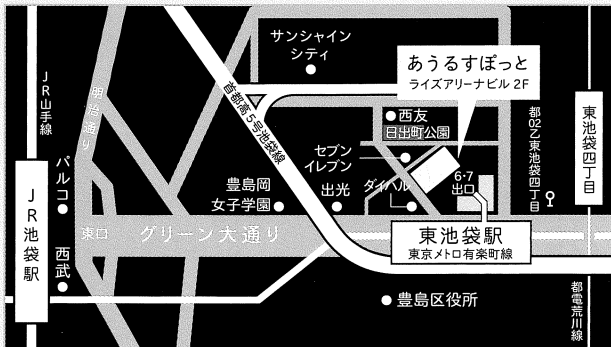 サンシャイン
シティ
あうるすぽっと
ライズアリーナビル 2F
JR山手線
明治通り
首都高5号池袋線
西友
日出町公園
都02乙東池袋四丁目
東池袋四丁目
セブン
イレブン
6・7
出口
パルコ
JR池袋駅
豊島岡
女子学園
出光
ダイハツ
東口
グリーン大通り
東池袋駅
東京メトロ有楽町線
西武
豊島区役所
都電荒川線